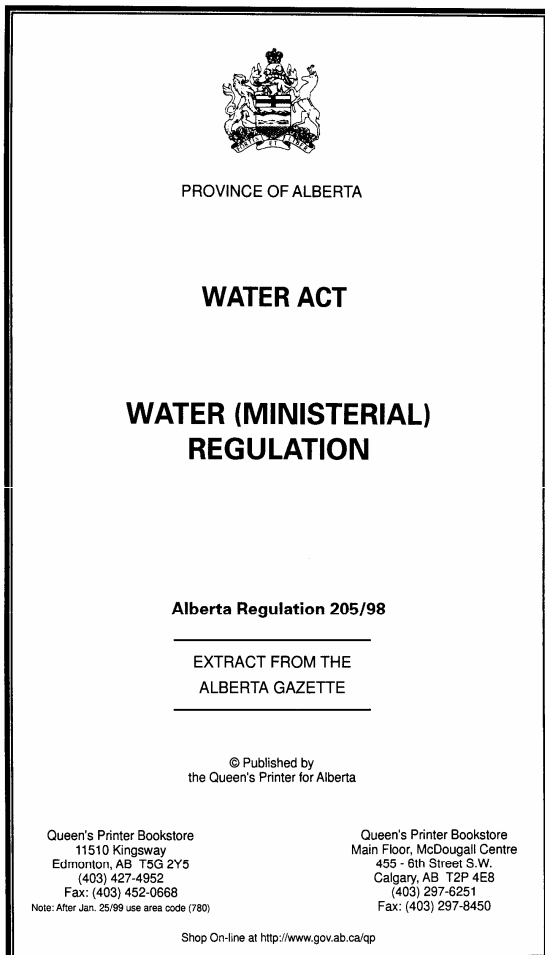 PROVINCE OF ALBERTA
WATER ACT
WATER (MINISTERIAL)
REGULATION
Alberta Regulation 205/98
EXTRACT FROM THE
ALBERTA GAZETTE
© Published by
the Queen's Printer for Alberta
Queen's Printer Bookstore
11510 Kingsway
Edmonton, AB T5G 2Y5
(403) 427-4952
Fax: (403) 452-0668
Note: After Jan. 25/99 use area code (780)
Queen's Printer Bookstore
Main Floor, McDougall Centre
455 - 6th Street S.W.
Calgary, AB T2P 4E8
(403) 297-6251
Fax: (403) 297-8450
Shop On-line at http://www.gov.ab.ca/qp